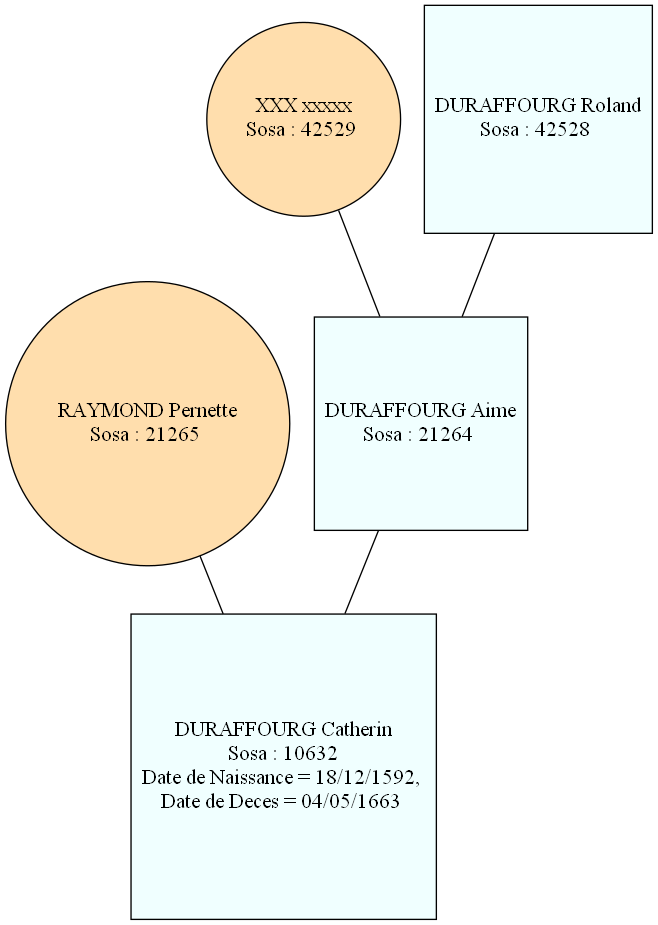 XXX xxxxx
Sosa : 42529
DURAFFOURG Roland
Sosa : 42528
RAYMOND Pernette
Sosa : 21265
DURAFFOURG Aime
Sosa : 21264
DURAFFOURG Catherin
Sosa : 10632
Date de Naissance = 18/12/1592,
Date de Deces = 04/05/1663